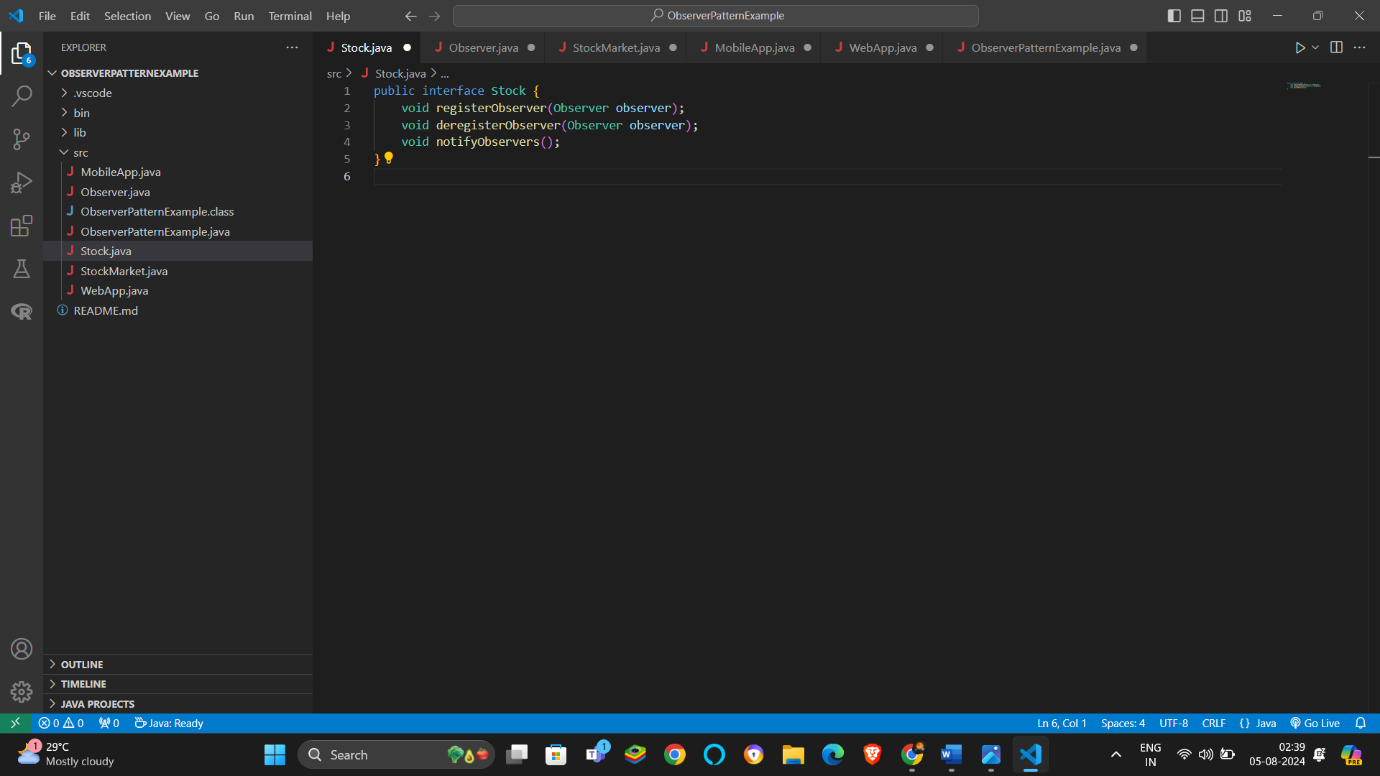 File Edit Selection View Go Run Terminal Help
ObserverPatternExample
EXPLORER
6
OBSERVERPATTERNEXAMPLE
.vscode
bin
lib
src
J MobileApp.java
J Observer.java
J ObserverPatternExample.class
J ObserverPatternExample.java
J Stock.java
J StockMarket.java
J WebApp.java
README.md
OUTLINE
TIMELINE
JAVA PROJECTS
J Stock.java J Observer.java J StockMarket.java J MobileApp.java J WebApp.java J ObserverPatternExample.java
src > J Stock.java > ...
1 public interface Stock {
2     void registerObserver(Observer observer);
3     void deregisterObserver(Observer observer);
4     void notifyObservers();
5 }
6
0 0 0 Java: Ready Ln 6, Col 1 Spaces: 4 UTF-8 CRLF {} Java Go Live
1 29°C
Mostly cloudy
Search
1
ENG
IN
02:39
05-08-2024
PRE